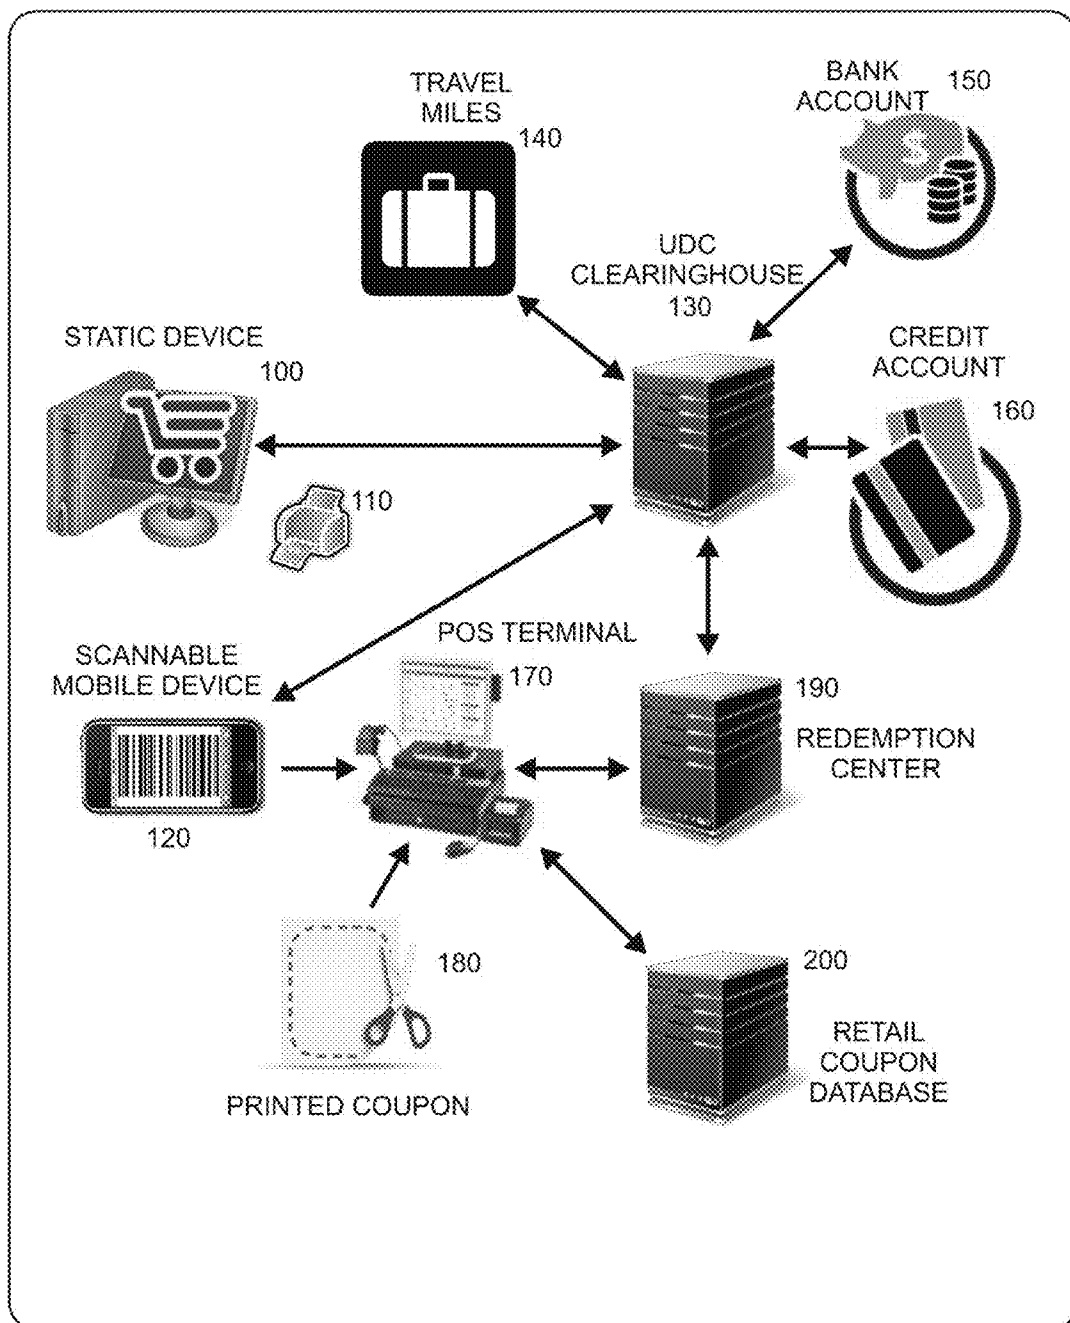 TRAVEL
MILES
140
BANK
ACCOUNT
150
$
UDC
CLEARINGHOUSE
130
STATIC DEVICE
100
110
CREDIT
ACCOUNT
160
SCANNABLE
MOBILE DEVICE
120
POS TERMINAL
170
190
REDEMPTION
CENTER
180
PRINTED COUPON
200
RETAIL
COUPON
DATABASE